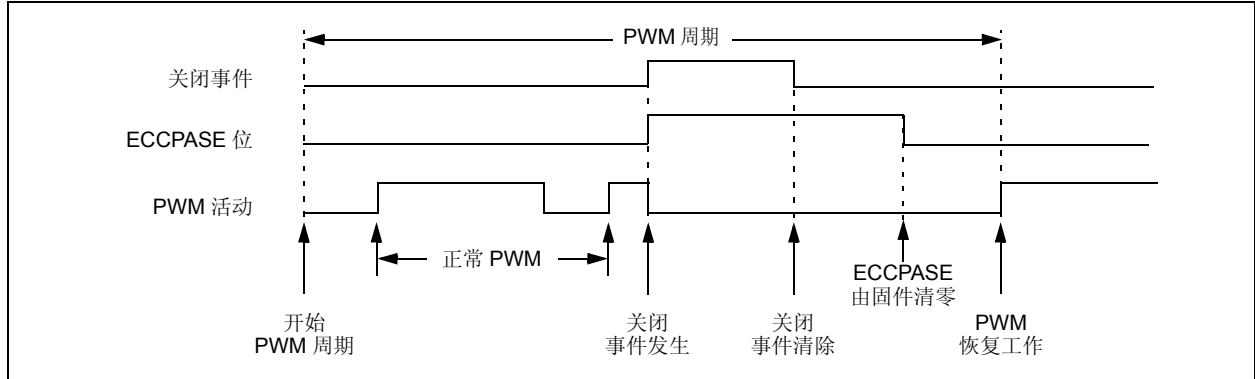 PWM 周期
关闭事件
ECCPASE 位
PWM 活动
正常 PWM
ECCPASE
由固件清零
开始
PWM 周期
关闭
事件发生
关闭
事件清除
PWM
恢复工作